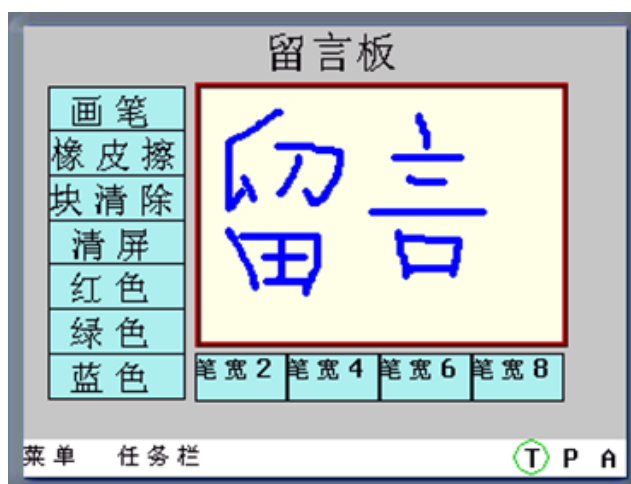 留言板
画笔
橡皮擦
块清除
清屏
红色
绿色
蓝色
留言
笔宽2 笔宽4 笔宽6 笔宽8
菜单 任务栏 T P A